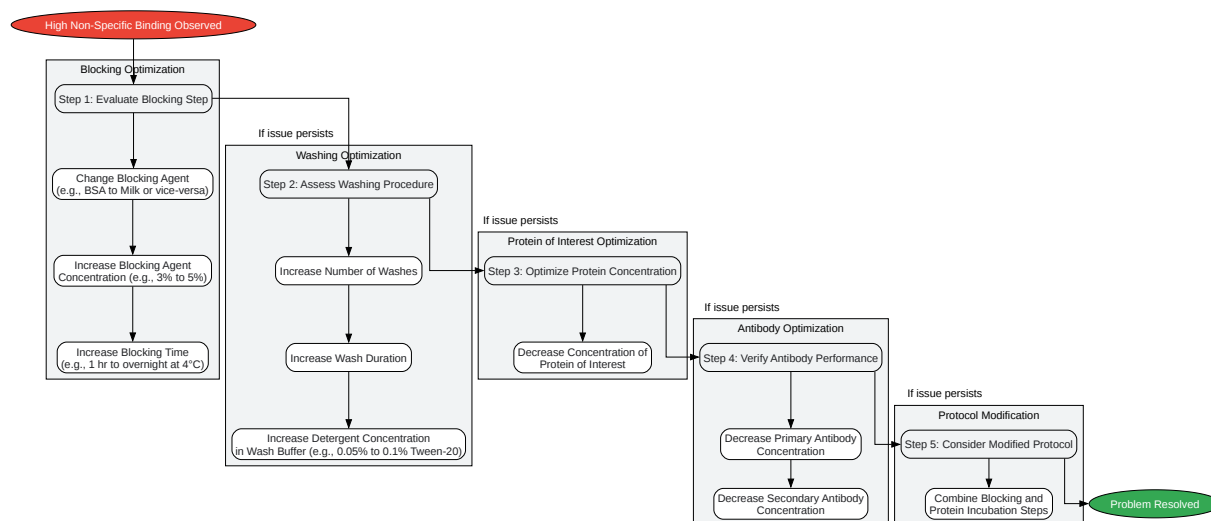 High Non-Specific Binding Observed
Blocking Optimization
Step 1: Evaluate Blocking Step
Change Blocking Agent
(e.g., BSA to Milk or vice-versa)
Increase Blocking Agent
Concentration (e.g., 3% to 5%)
Increase Blocking Time
(e.g., 1 hr to overnight at 4°C)
If issue persists
Washing Optimization
Step 2: Assess Washing Procedure
Increase Number of Washes
Increase Wash Duration
Increase Detergent Concentration
in Wash Buffer (e.g., 0.05% to 0.1% Tween-20)
If issue persists
Protein of Interest Optimization
Step 3: Optimize Protein Concentration
Decrease Concentration of
Protein of Interest
If issue persists
Antibody Optimization
Step 4: Verify Antibody Performance
Decrease Primary Antibody
Concentration
Decrease Secondary Antibody
Concentration
If issue persists
Protocol Modification
Step 5: Consider Modified Protocol
Combine Blocking and
Protein Incubation Steps
Problem Resolved